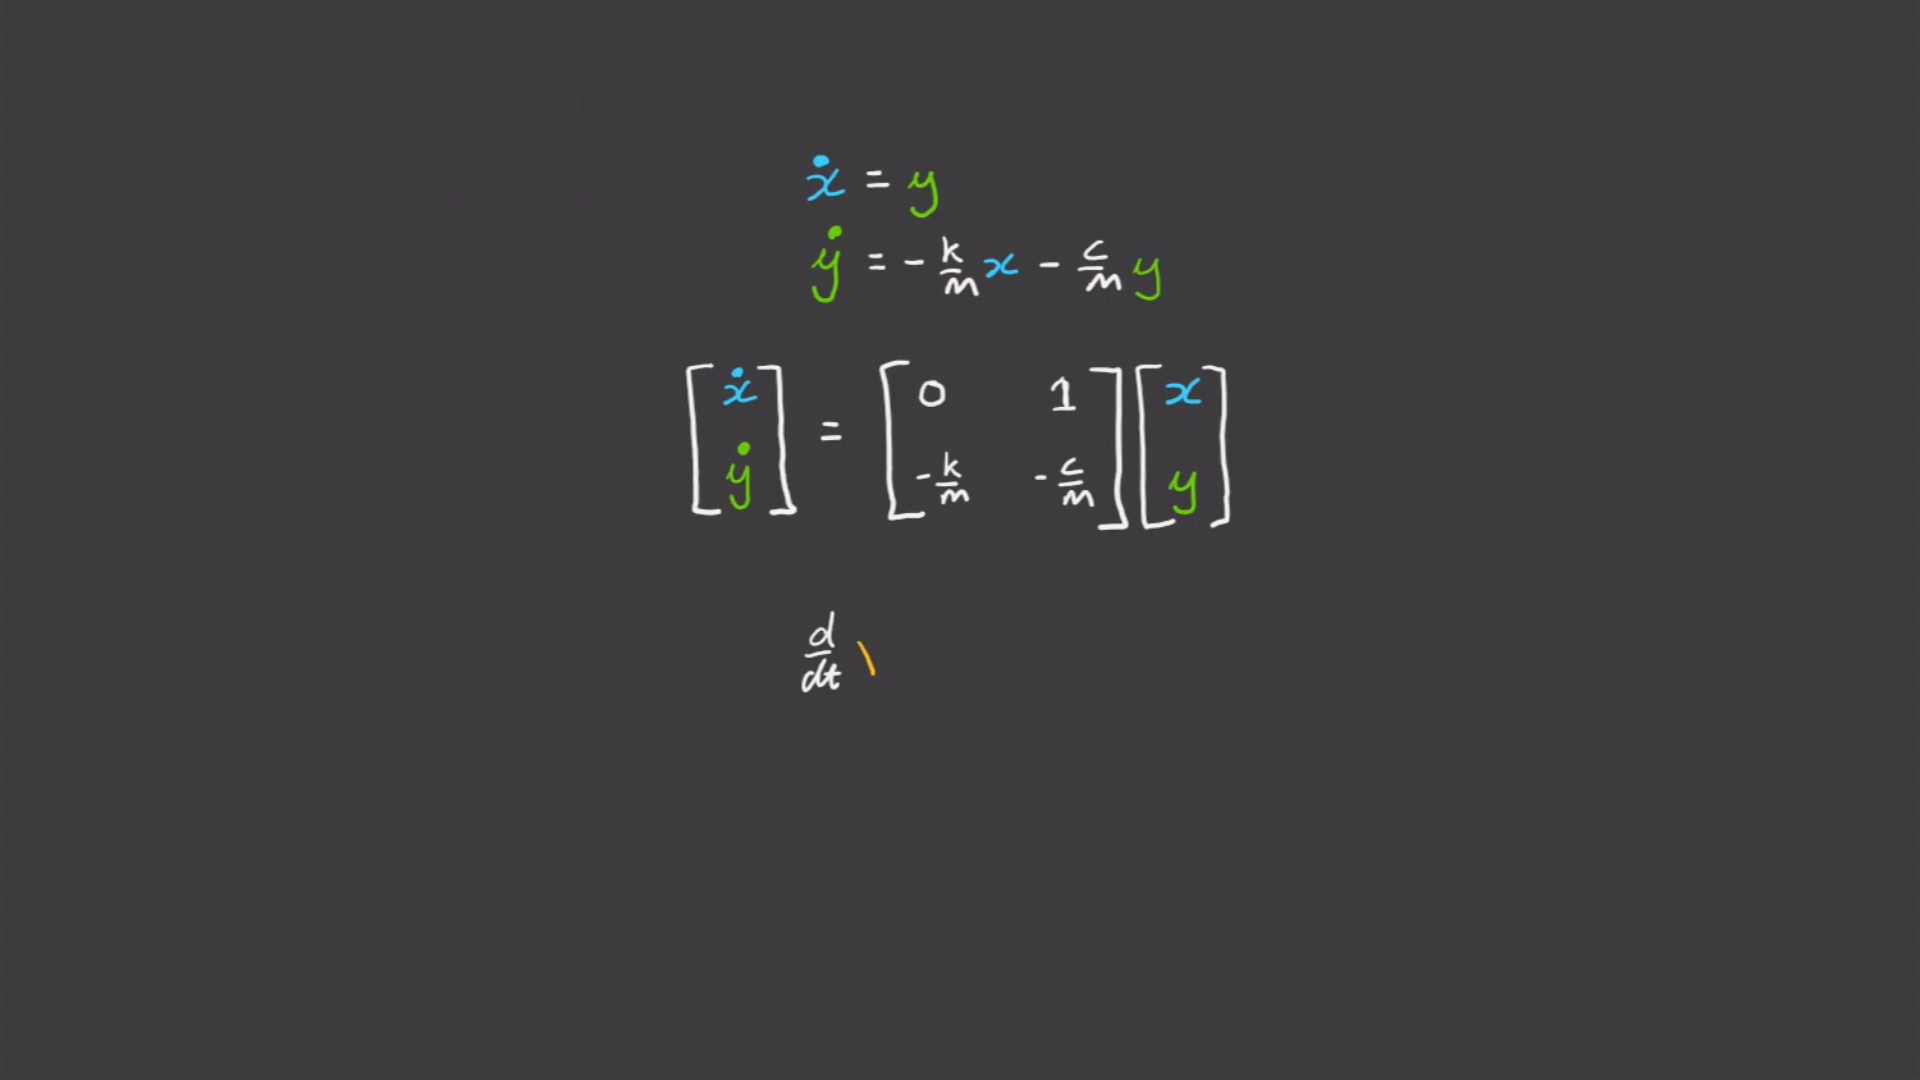 ẋ = y
ẏ = -k/m x - c/m y
[ẋ ẏ] = [0 1 -k/m -c/m] [x y]
d/dt \